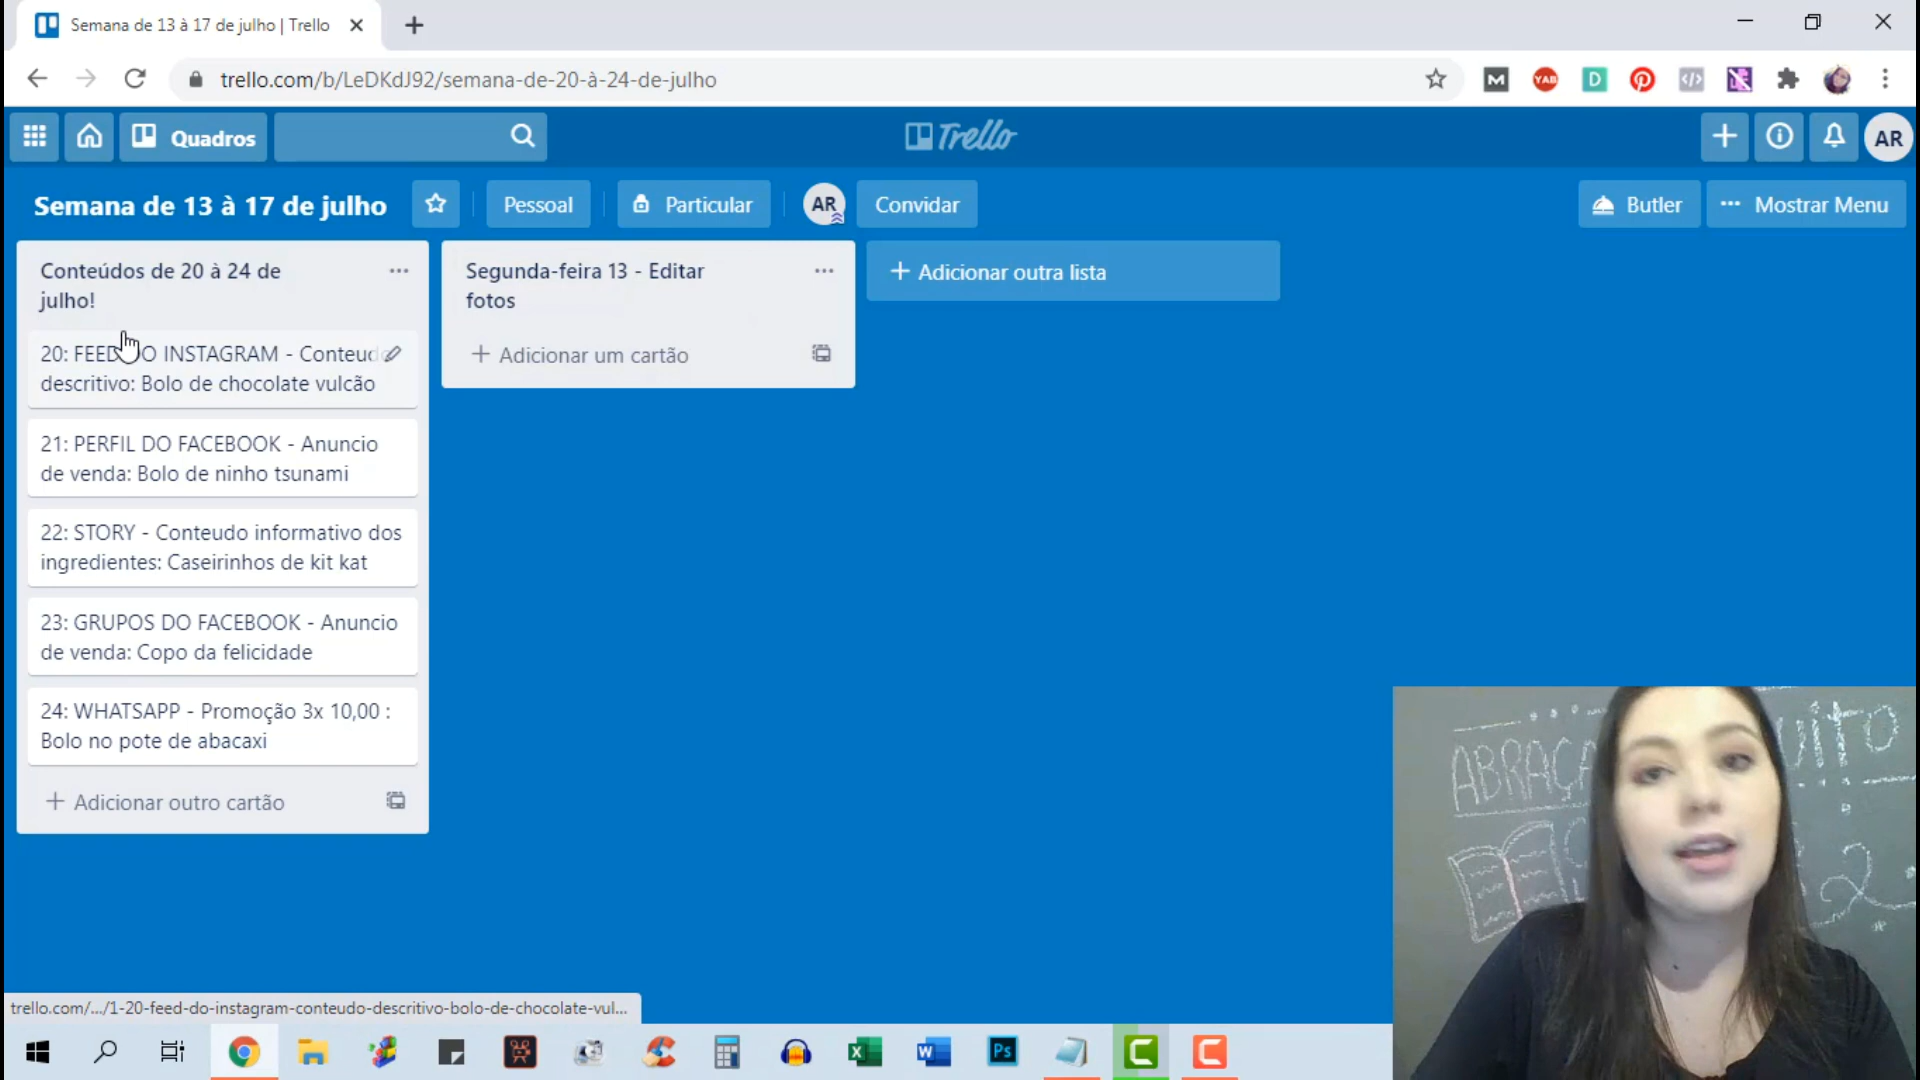 Semana de 13 à 17 de julho | Trello
trello.com/b/LeDKdJ92/semana-de-20-à-24-de-julho
M
YAB
D
Quadros
Trello
AR
Semana de 13 à 17 de julho
Pessoal
Particular
AR
Convidar
Butler
Mostrar Menu
Conteúdos de 20 à 24 de
julho!
20: FEED DO INSTAGRAM - Conteud
descritivo: Bolo de chocolate vulcão
21: PERFIL DO FACEBOOK - Anuncio
de venda: Bolo de ninho tsunami
22: STORY - Conteudo informativo dos
ingredientes: Caseirinhos de kit kat
23: GRUPOS DO FACEBOOK - Anuncio
de venda: Copo da felicidade
24: WHATSAPP - Promoção 3x 10,00 :
Bolo no pote de abacaxi
+ Adicionar outro cartão
Segunda-feira 13 - Editar
fotos
+ Adicionar um cartão
+ Adicionar outra lista
ABRAÇA
UITO
2
trello.com/.../1-20-feed-do-instagram-conteudo-descritivo-bolo-de-chocolate-vul...
Ps